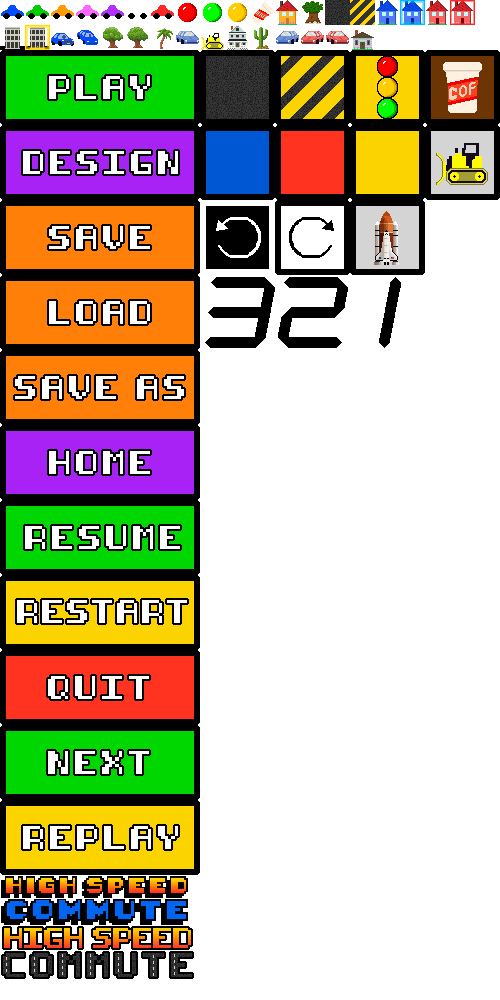 PLAY
COF
DESIGN
SAVE
LOAD
321
SAVE AS
HOME
RESUME
RESTART
QUIT
NEXT
REPLAY
HIGH SPEED
COMMUTE
HIGH SPEED
COMMUTE